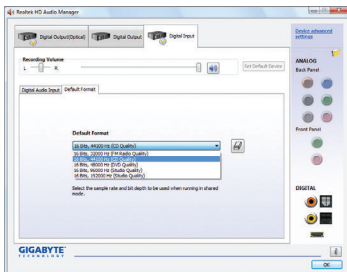 Realtek HD Audio Manager
Digital Output(Optical)
Digital Output
Digital Input
Device advanced settings
Recording Volume
L
R
Set Default Device
ANALOG
Back Panel
Digital Audio Input
Default Format
Default Format
16 Bits, 44100 Hz (CD Quality)
16 Bits, 32000 Hz (FM Radio Quality)
16 Bits, 44100 Hz (CD Quality)
16 Bits, 48000 Hz (DVD Quality)
16 Bits, 96000 Hz (Studio Quality)
16 Bits, 192000 Hz (Studio Quality)
Select the sample rate and bit depth to be used when running in shared
mode.
Front Panel
DIGITAL
GIGABYTE
TECHNOLOGY
i
OK